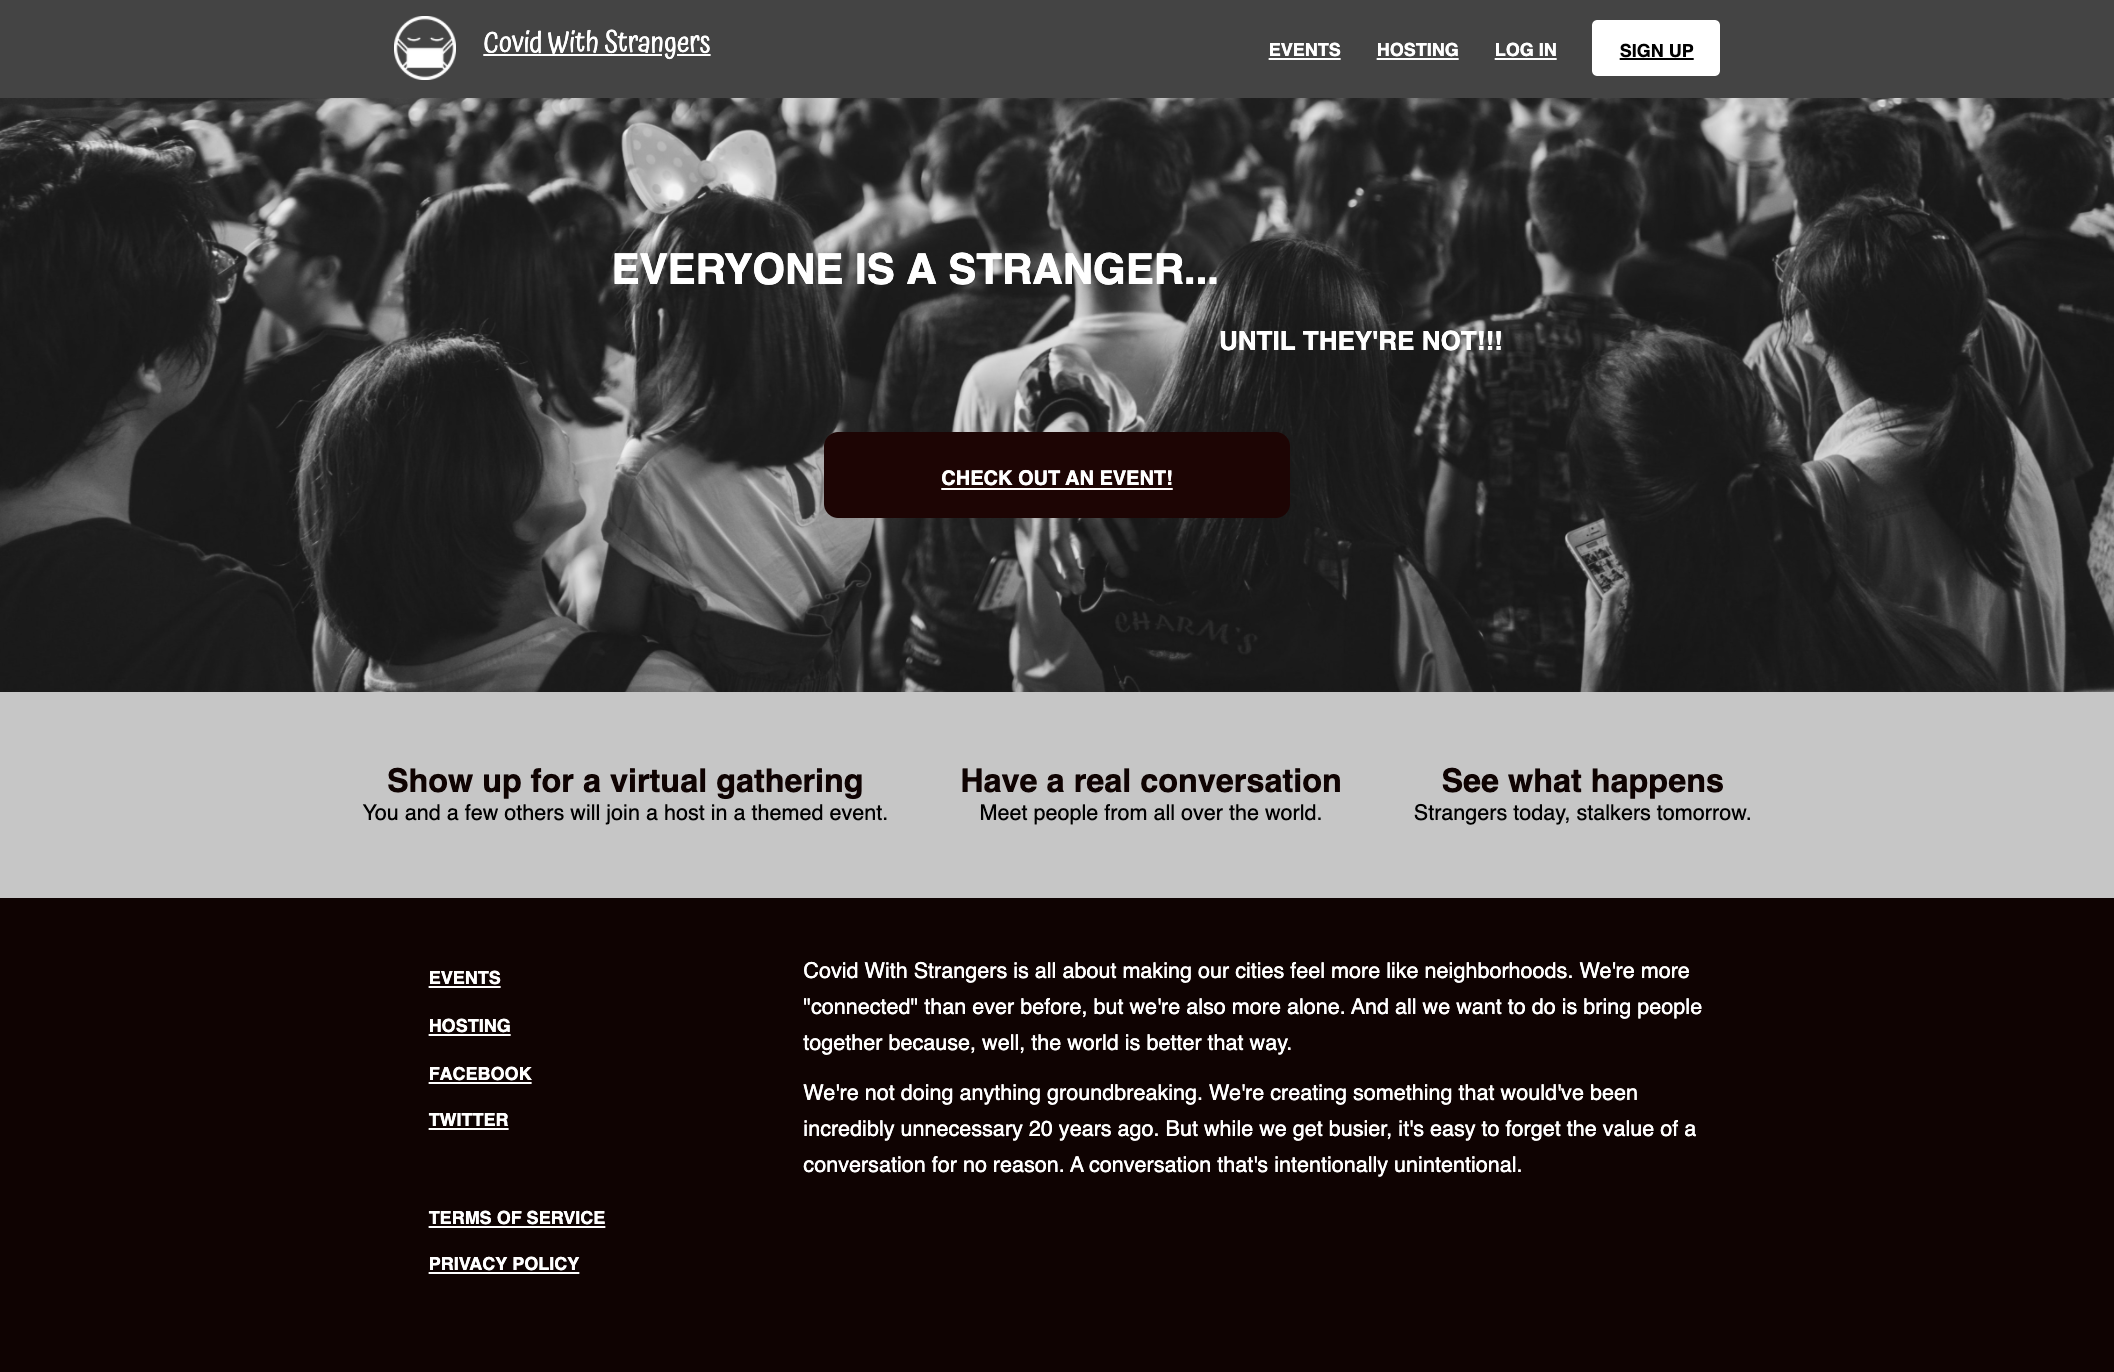 Covid With Strangers
EVENTS
HOSTING
LOG IN
SIGN UP
EVERYONE IS A STRANGER...
UNTIL THEY'RE NOT!!!
CHECK OUT AN EVENT!
CHARM'S
Show up for a virtual gathering
You and a few others will join a host in a themed event.
Have a real conversation
Meet people from all over the world.
See what happens
Strangers today, stalkers tomorrow.
EVENTS
HOSTING
FACEBOOK
TWITTER
TERMS OF SERVICE
PRIVACY POLICY
Covid With Strangers is all about making our cities feel more like neighborhoods. We're more
"connected" than ever before, but we're also more alone. And all we want to do is bring people
together because, well, the world is better that way.
We're not doing anything groundbreaking. We're creating something that would've been
incredibly unnecessary 20 years ago. But while we get busier, it's easy to forget the value of a
conversation for no reason. A conversation that's intentionally unintentional.